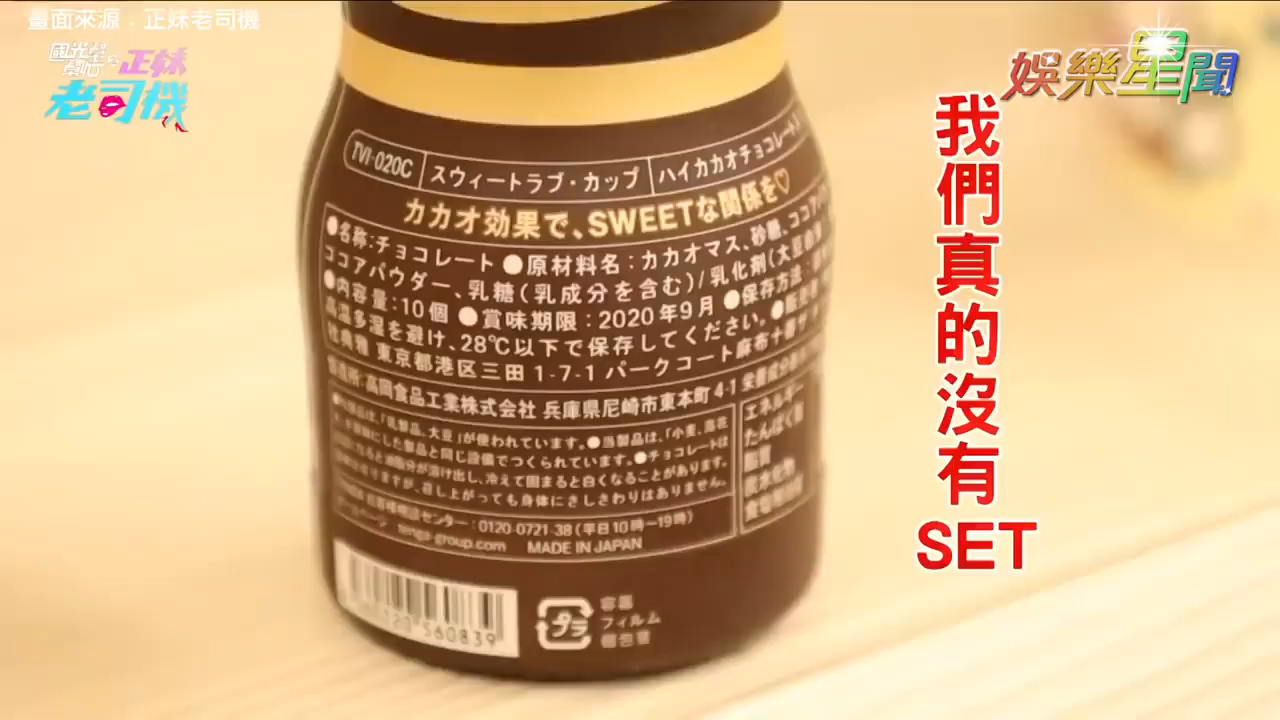 畫面來源：正妹老司機
正妹
老司機
娛樂星聞
我們真的沒有SET
TVI-020C スウィートラブ・カップ ハイカカオチョコレート
カカオ効果で、SWEETな関係を♡
●名称：チョコレート ●原材料名：カカオマス、砂糖、ココアバ
ココアパウダー、乳糖（乳成分を含む）/乳化剤（大豆
●内容量：10個 ●賞味期限：2020年9月 ●保存方法：
高温多湿を避け、28℃以下で保存してください。
東京都港区三田1-7-1パークコート麻布十番
製造所：高岡食品工業株式会社 兵庫県尼崎市東本町4-1
「乳製品、大豆」が使われています。●当製品は、「小麦、落花
製品と同じ設備でつくられています。●チョコレートは
油脂分が溶け出し、冷えて固まると白くなることがあります。
召し上がっても身体にさしさわりはありません。
エネルギー
たんぱく質
脂質
炭水化物
センター：0120-0721-38（平日10時〜19時）
tenga-group.com MADE IN JAPAN
560839
プラ
容器
フィルム